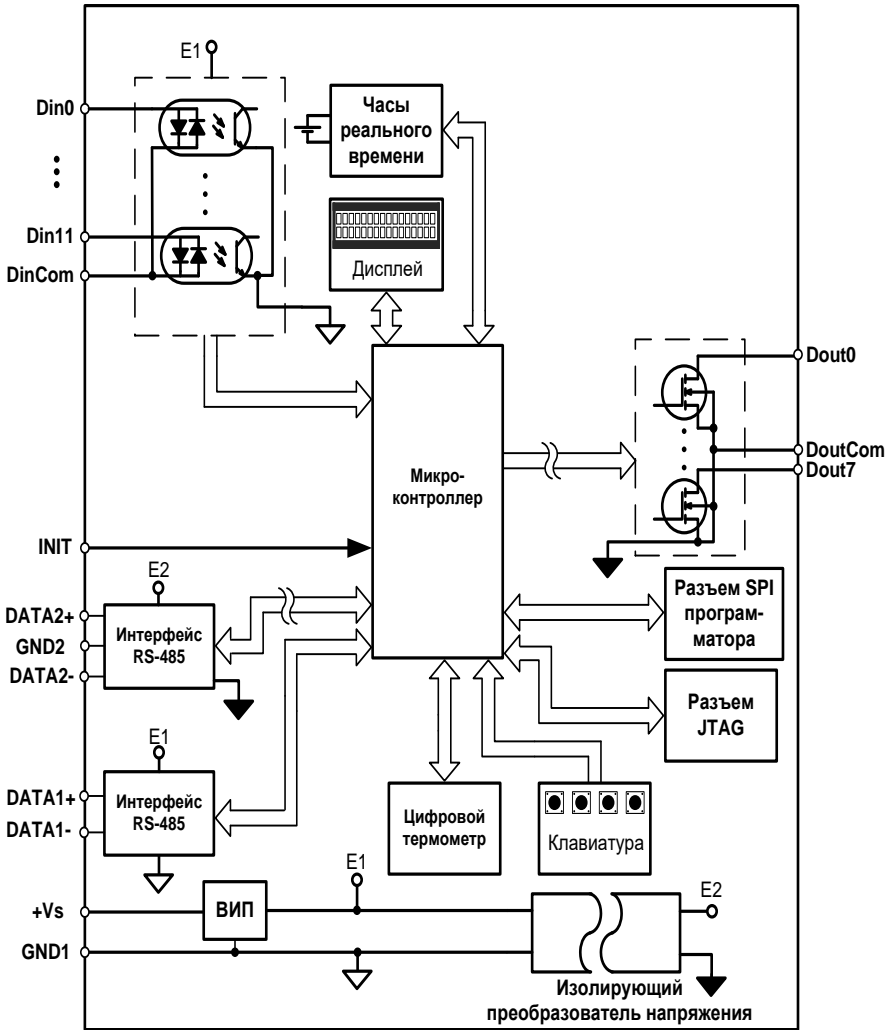 E1
Din0
Din11
DinCom
Часы
реального
времени
Дисплей
Dout0
DoutCom
Dout7
Микро-
контроллер
INIT
E2
DATA2+
GND2
DATA2-
Интерфейс
RS-485
Разъем SPI
програм-
матора
Разъем
JTAG
E1
DATA1+
DATA1-
Интерфейс
RS-485
Цифровой
термометр
Клавиатура
+Vs
GND1
ВИП
E1
E2
Изолирующий
преобразователь напряжения